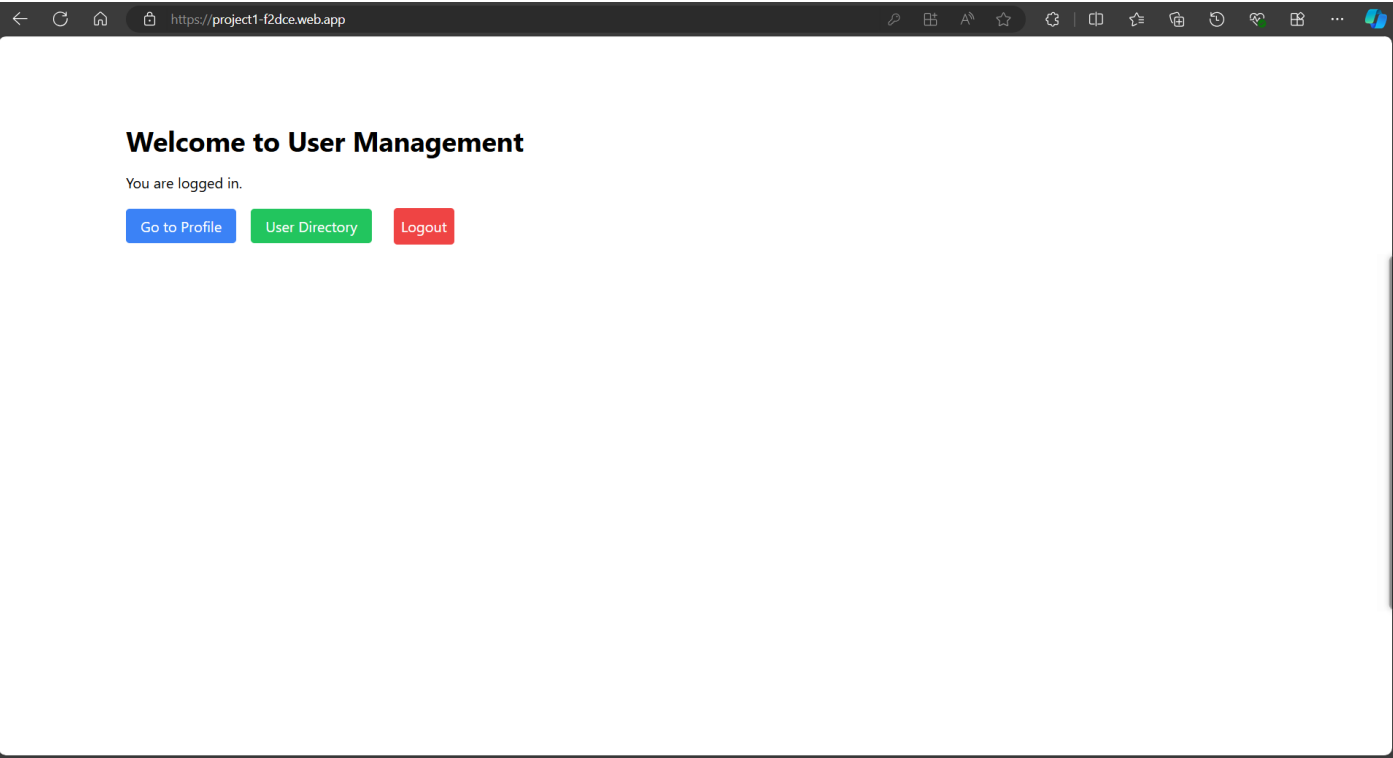 https://project1-f2dce.web.app
Welcome to User Management
You are logged in.
Go to Profile User Directory Logout